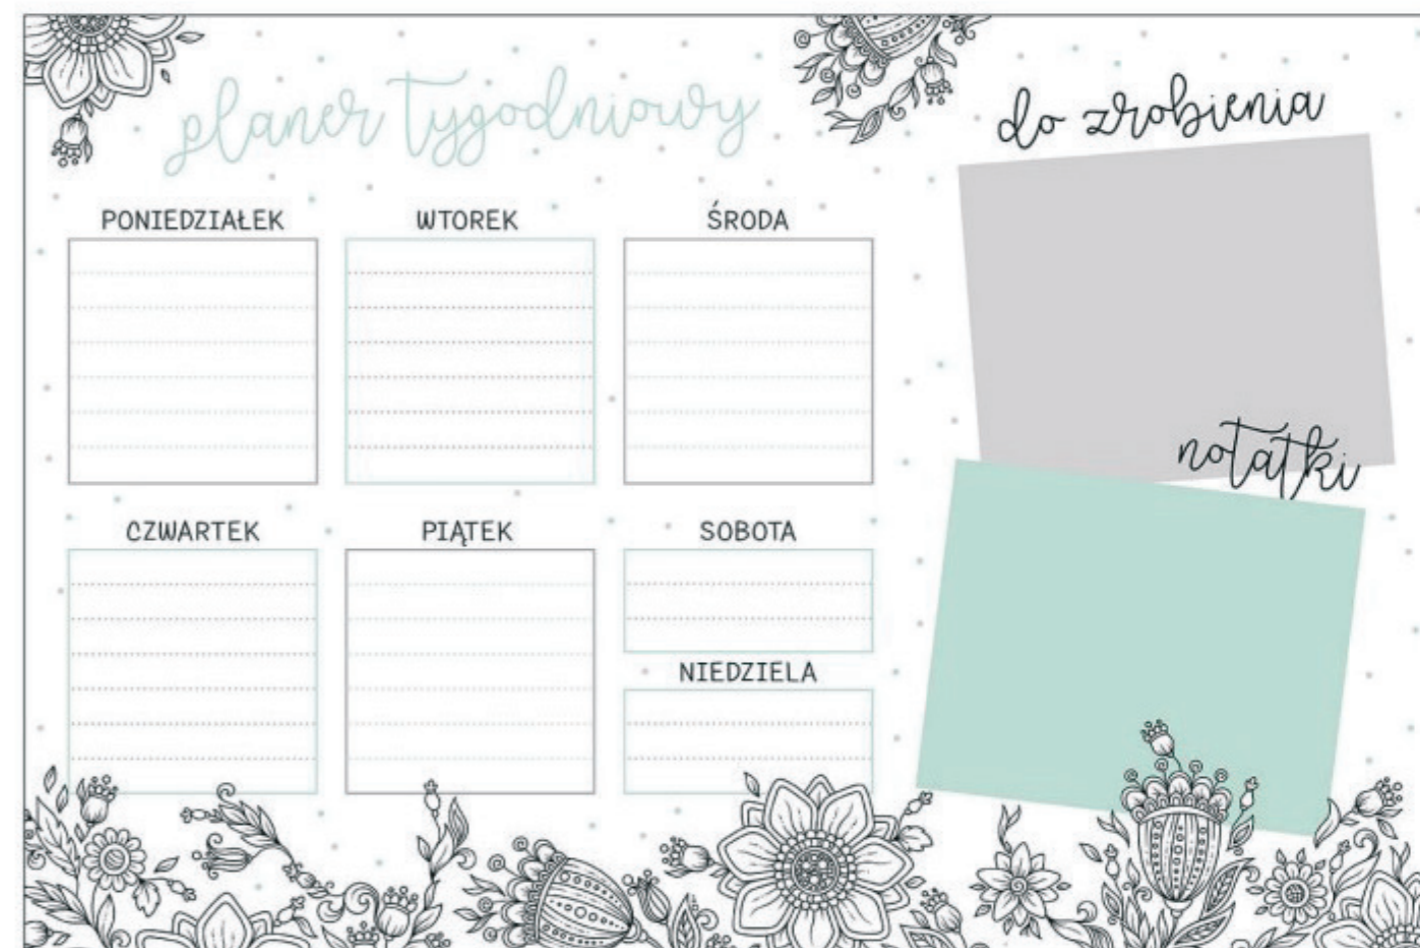 planer tygodniowy
do zrobienia
PONIEDZIAŁEK
WTOREK
ŚRODA
notatki
CZWARTEK
PIĄTEK
SOBOTA
NIEDZIELA